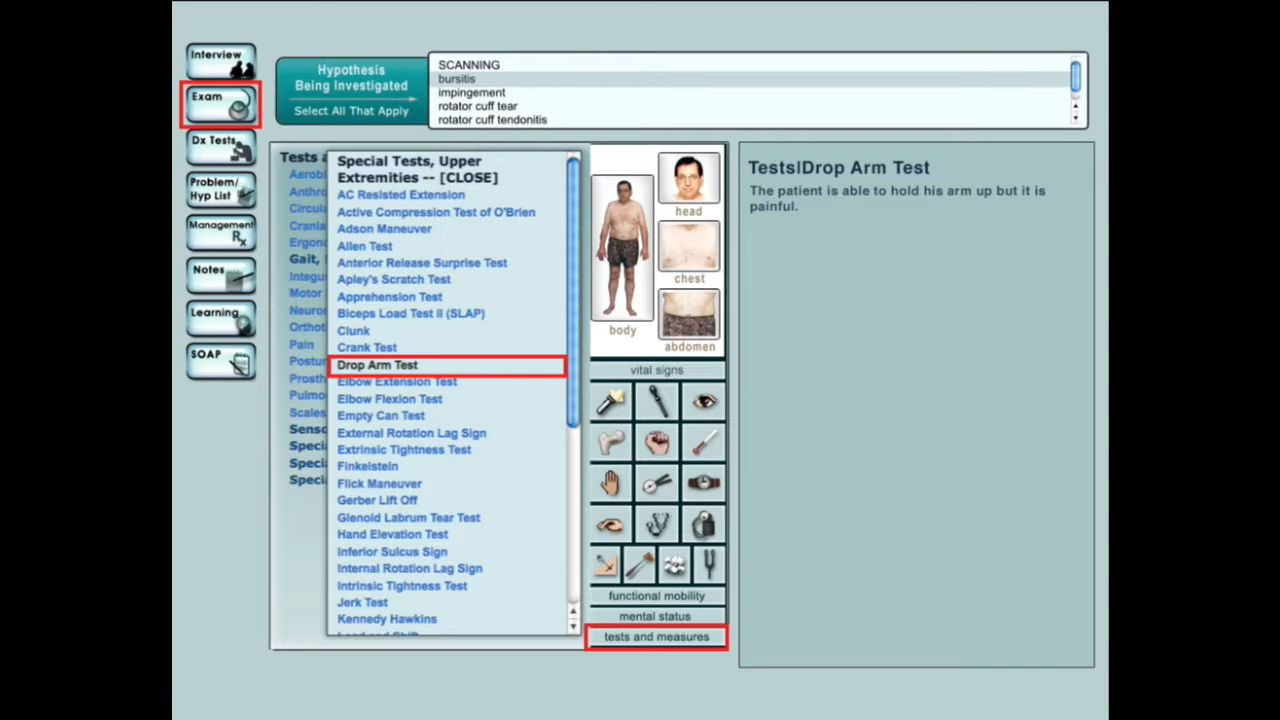 Interview
Exam
Dx Tests
Problem/
Hyp List
Management
Rx
Notes
Learning
SOAP
Hypothesis
Being Investigated
Select All That Apply
SCANNING
bursitis
impingement
rotator cuff tear
rotator cuff tendonitis
Tests a
Aerobi
Anthro
Circula
Crania
Ergon
Gait,
Integu
Motor
Neuror
Orthot
Pain
Postur
Prosth
Pulmo
Scales
Senso
Specia
Specia
Specia
Special Tests, Upper
Extremities -- [CLOSE]
AC Resisted Extension
Active Compression Test of O'Brien
Adson Maneuver
Allen Test
Anterior Release Surprise Test
Apley's Scratch Test
Apprehension Test
Biceps Load Test II (SLAP)
Clunk
Crank Test
Drop Arm Test
Elbow Extension Test
Elbow Flexion Test
Empty Can Test
External Rotation Lag Sign
Extrinsic Tightness Test
Finkelstein
Flick Maneuver
Gerber Lift Off
Glenoid Labrum Tear Test
Hand Elevation Test
Inferior Sulcus Sign
Internal Rotation Lag Sign
Intrinsic Tightness Test
Jerk Test
Kennedy Hawkins
body
head
chest
abdomen
vital signs
functional mobility
mental status
tests and measures
Tests|Drop Arm Test
The patient is able to hold his arm up but it is
painful.